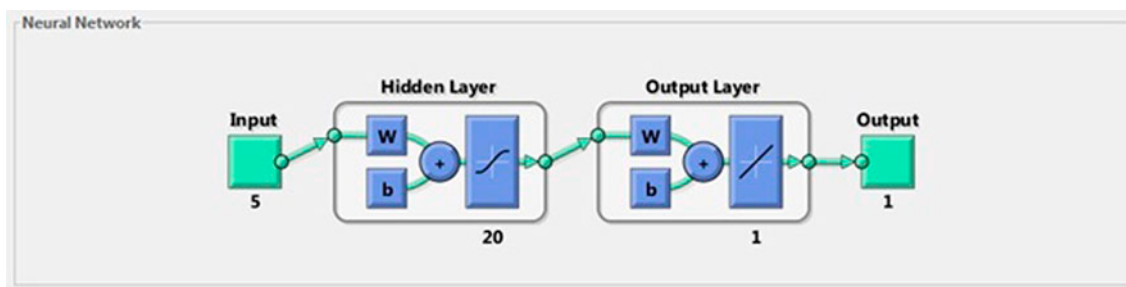 Neural Network
Hidden Layer
Output Layer
Input
Output
W
W
+
+
b
b
5
1
20
1